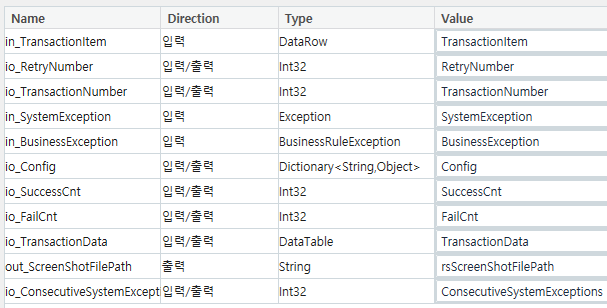 Name Direction Type Value
in_TransactionItem 입력 DataRow TransactionItem
io_RetryNumber 입력/출력 Int32 RetryNumber
io_TransactionNumber 입력/출력 Int32 TransactionNumber
in_SystemException 입력 Exception SystemException
in_BusinessException 입력 BusinessRuleException BusinessException
io_Config 입력/출력 Dictionary<String,Object> Config
io_SuccessCnt 입력/출력 Int32 SuccessCnt
io_FailCnt 입력/출력 Int32 FailCnt
io_TransactionData 입력/출력 DataTable TransactionData
out_ScreenShotFilePath 출력 String rsScreenShotFilePath
io_ConsecutiveSystemExcept 입력/출력 Int32 ConsecutiveSystemExceptions